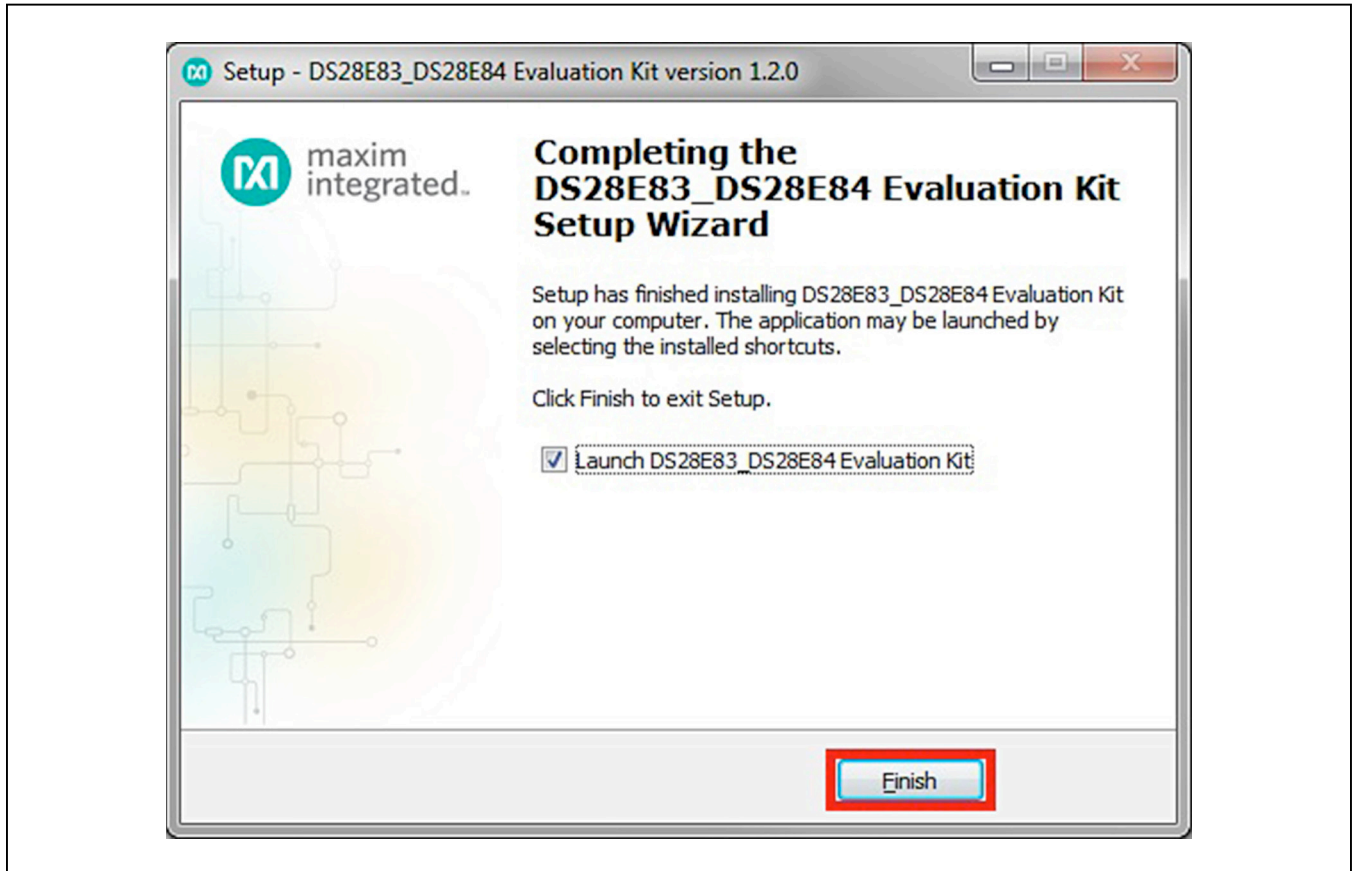 Setup - DS28E83_DS28E84 Evaluation Kit version 1.2.0
maxim
integrated™
Completing the
DS28E83_DS28E84 Evaluation Kit
Setup Wizard
Setup has finished installing DS28E83_DS28E84 Evaluation Kit
on your computer. The application may be launched by
selecting the installed shortcuts.
Click Finish to exit Setup.
Launch DS28E83_DS28E84 Evaluation Kit
Finish